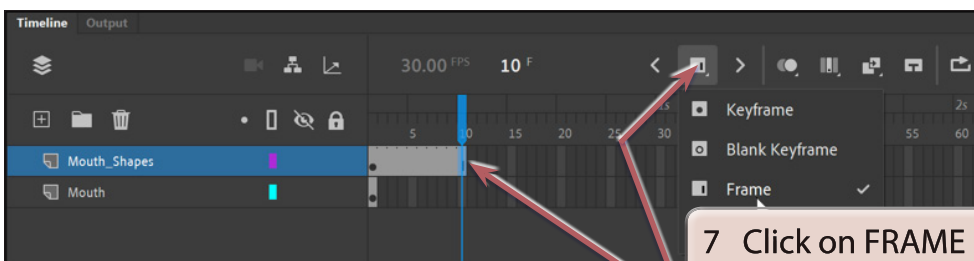 Timeline Output
30.00 FPS 10 F
1s 2s
5 10 15 20 25 30 55 60
Keyframe
Blank Keyframe
Mouth_Shapes
Mouth
Frame
7 Click on FRAME